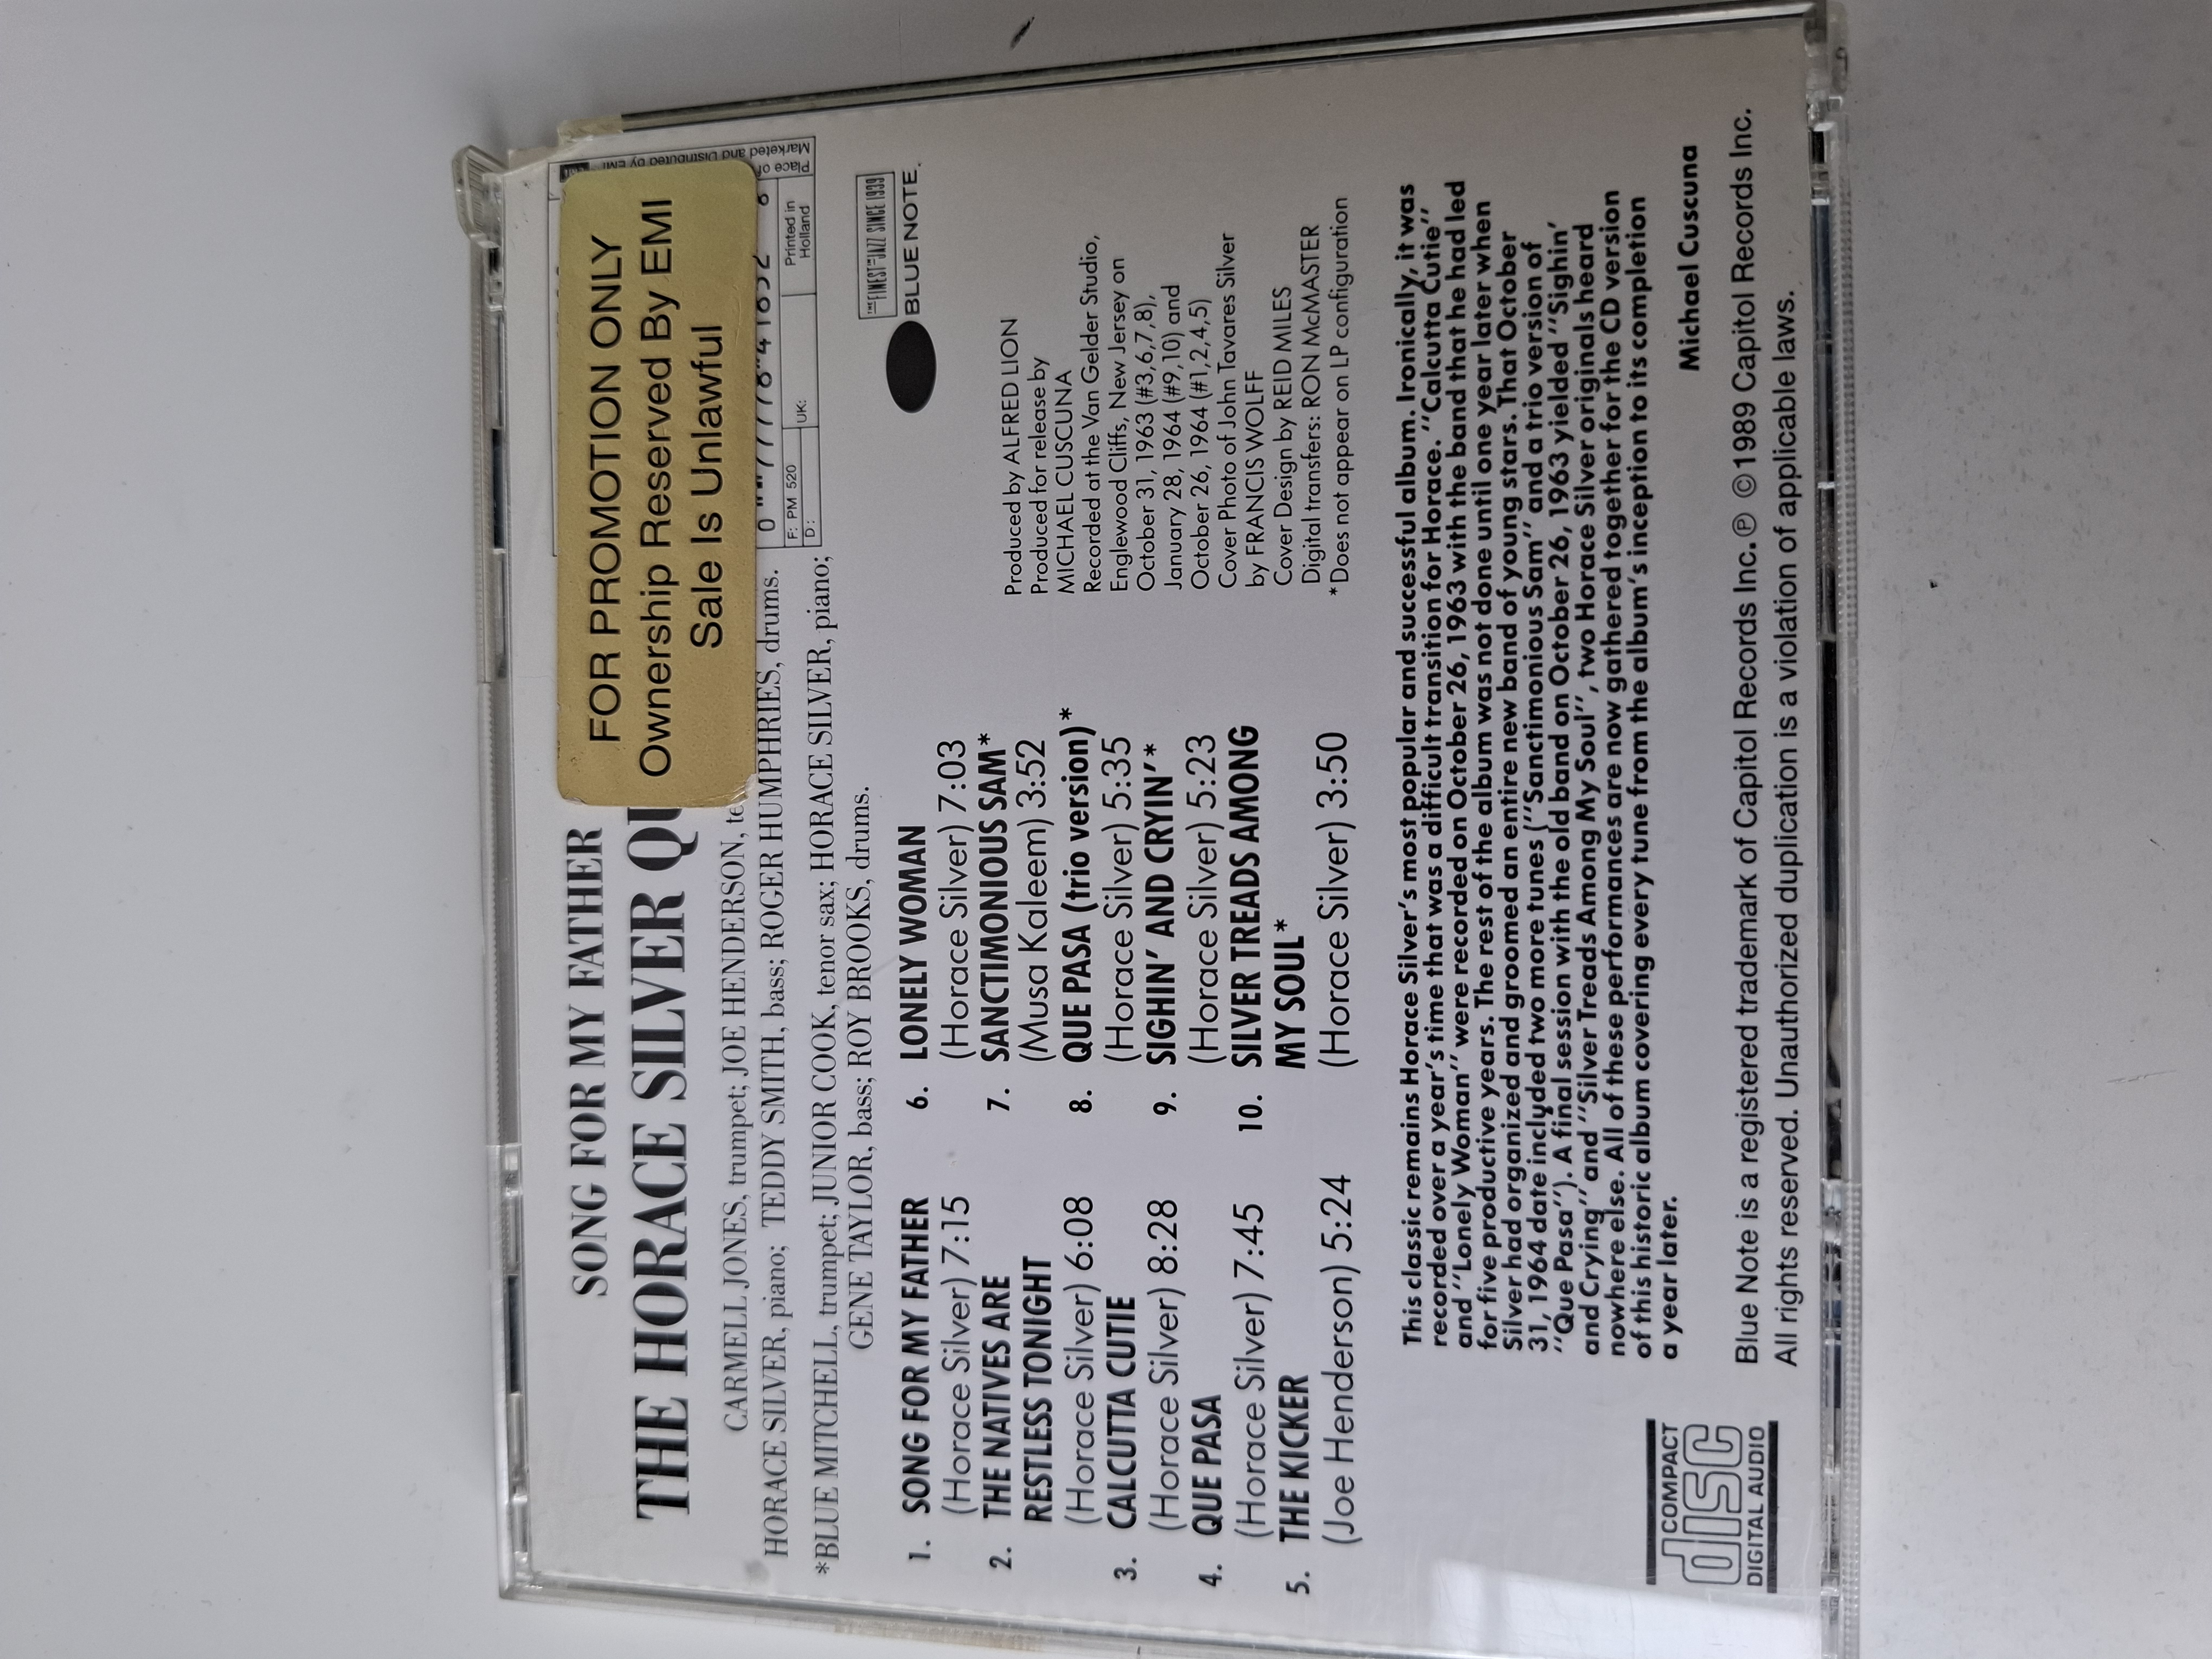 SONG FOR MY FATHER
THE HORACE SILVER
FOR PROMOTION ONLY
Ownership Reserved By EMI
Sale Is Unlawful
Marketed and Distributed by EMI
Place of
F: PM 520
UK:
D:
Printed in
Holland
CARMELL JONES, trumpet; JOE HENDERSON,
HORACE SILVER, piano; TEDDY SMITH, bass; ROGER HUMPHRIES, drums.
*BLUE MITCHELL, trumpet; JUNIOR COOK, tenor sax; HORACE SILVER, piano;
GENE TAYLOR, bass; ROY BROOKS, drums.
THE FINEST IN JAZZ SINCE 1939
BLUE NOTE.
1. SONG FOR MY FATHER
(Horace Silver) 7:15
2. THE NATIVES ARE
RESTLESS TONIGHT
(Horace Silver) 6:08
3. CALCUTTA CUTIE
(Horace Silver) 8:28
4. QUE PASA
(Horace Silver) 7:45
5. THE KICKER
(Joe Henderson) 5:24
6. LONELY WOMAN
(Horace Silver) 7:03
7. SANCTIMONIOUS SAM*
(Musa Kaleem) 3:52
8. QUE PASA (trio version)*
(Horace Silver) 5:35
9. SIGHIN' AND CRYIN'*
(Horace Silver) 5:23
10. SILVER TREADS AMONG
MY SOUL*
(Horace Silver) 3:50
Produced by ALFRED LION
Produced for release by
MICHAEL CUSCUNA
Recorded at the Van Gelder Studio,
Englewood Cliffs, New Jersey on
October 31, 1963 (#3,6,7,8),
January 28, 1964 (#9,10) and
October 26, 1964 (#1,2,4,5)
Cover Photo of John Tavares Silver
by FRANCIS WOLFF
Cover Design by REID MILES
Digital transfers: RON McMASTER
*Does not appear on LP configuration
This classic remains Horace Silver's most popular and successful album. Ironically, it was
recorded over a year's time that was a difficult transition for Horace. "Calcutta Cutie"
and "Lonely Woman" were recorded on October 26, 1963 with the band that he had led
for five productive years. The rest of the album was not done until one year later when
Silver had organized and groomed an entire new band of young stars. That October
31, 1964 date included two more tunes ("Sanctimonious Sam" and a trio version of
"Que Pasa"). A final session with the old band on October 26, 1963 yielded "Sighin'
and Crying" and "Silver Treads Among My Soul", two Horace Silver originals heard
nowhere else. All of these performances are now gathered together for the CD version
of this historic album covering every tune from the album's inception to its completion
a year later.
Michael Cuscuna
COMPACT
disc
DIGITAL AUDIO
Blue Note is a registered trademark of Capitol Records Inc. ℗ ©1989 Capitol Records Inc.
All rights reserved. Unauthorized duplication is a violation of applicable laws.